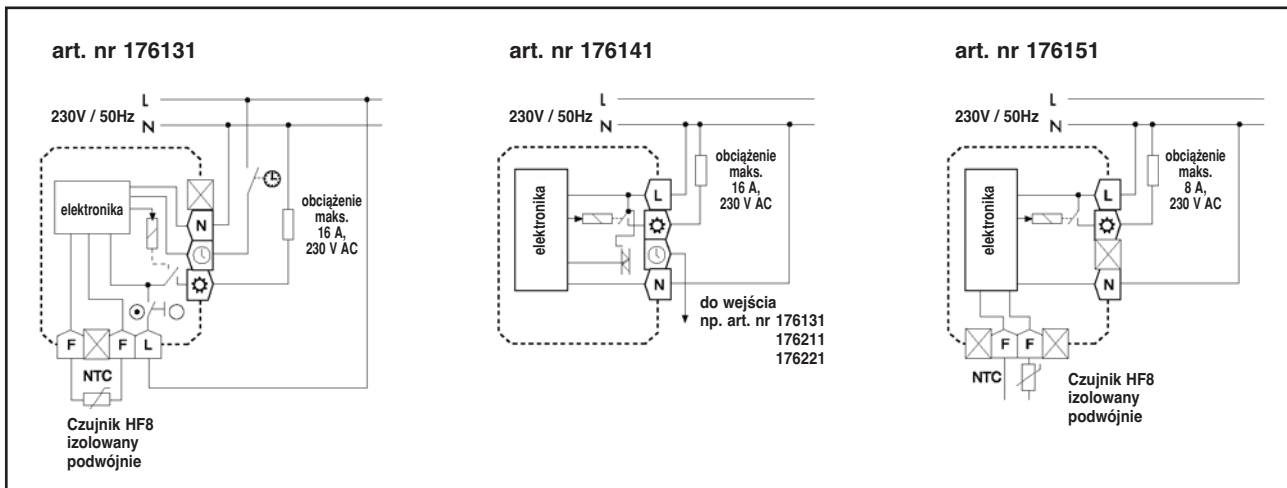 art. nr 176131
230V / 50Hz
L
N
elektronika
N
obciążenie
maks.
16 A,
230 V AC
F
F
L
NTC
Czujnik HF8
izolowany
podwójnie
art. nr 176141
230V / 50Hz
L
N
elektronika
L
N
obciążenie
maks.
16 A,
230 V AC
do wejścia
np. art. nr 176131
176211
176221
art. nr 176151
230V / 50Hz
L
N
elektronika
L
N
obciążenie
maks.
8 A,
230 V AC
F
F
NTC
Czujnik HF8
izolowany
podwójnie